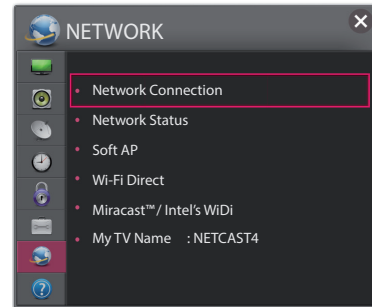 NETWORK
• Network Connection
• Network Status
• Soft AP
• Wi-Fi Direct
• Miracast™ / Intel's WiDi
• My TV Name : NETCAST4
?